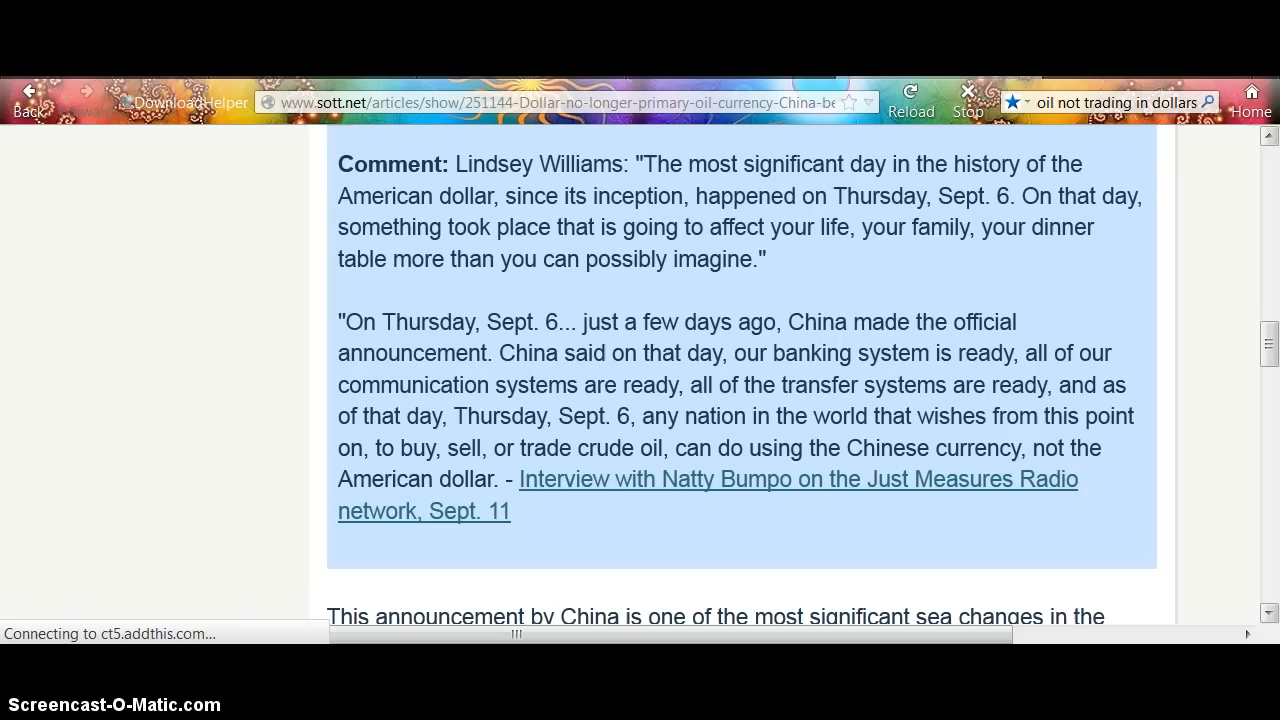 Back
DownloadHelper
www.sott.net/articles/show/251144-Dollar-no-longer-primary-oil-currency-China-be
Reload
Stop
oil not trading in dollars
Home
Comment: Lindsey Williams: "The most significant day in the history of the
American dollar, since its inception, happened on Thursday, Sept. 6. On that day,
something took place that is going to affect your life, your family, your dinner
table more than you can possibly imagine."
"On Thursday, Sept. 6... just a few days ago, China made the official
announcement. China said on that day, our banking system is ready, all of our
communication systems are ready, all of the transfer systems are ready, and as
of that day, Thursday, Sept. 6, any nation in the world that wishes from this point
on, to buy, sell, or trade crude oil, can do using the Chinese currency, not the
American dollar. - Interview with Natty Bumpo on the Just Measures Radio
network, Sept. 11
This announcement by China is one of the most significant sea changes in the
Connecting to ct5.addthis.com...
Screencast-O-Matic.com